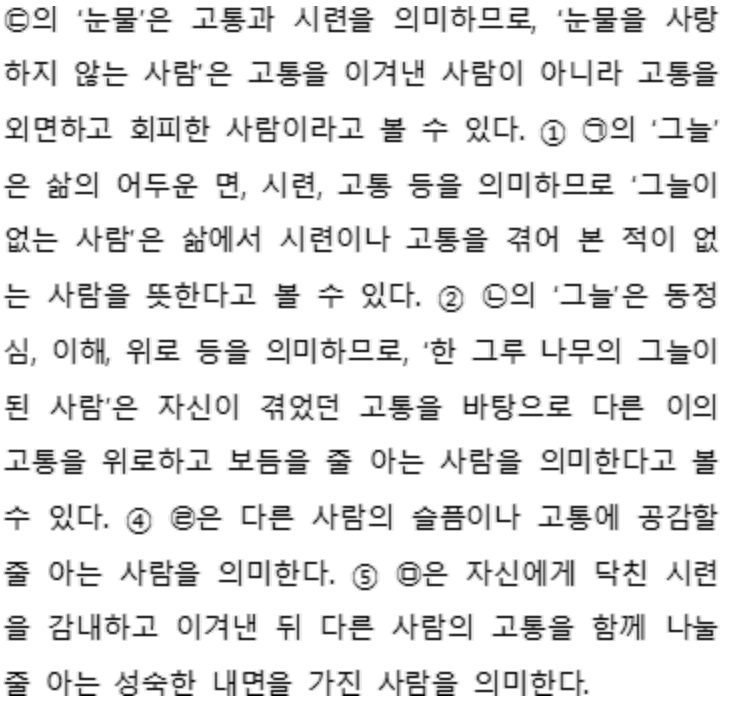 ㉢의 '눈물'은 고통과 시련을 의미하므로, '눈물을 사랑
하지 않는 사람'은 고통을 이겨낸 사람이 아니라 고통을
외면하고 회피한 사람이라고 볼 수 있다. ① ㉠의 '그늘'
은 삶의 어두운 면, 시련, 고통 등을 의미하므로 '그늘이
없는 사람'은 삶에서 시련이나 고통을 겪어 본 적이 없
는 사람을 뜻한다고 볼 수 있다. ② ㉡의 '그늘'은 동정
심, 이해, 위로 등을 의미하므로, '한 그루 나무의 그늘이
된 사람'은 자신이 겪었던 고통을 바탕으로 다른 이의
고통을 위로하고 보듬을 줄 아는 사람을 의미한다고 볼
수 있다. ④ ㉣은 다른 사람의 슬픔이나 고통에 공감할
줄 아는 사람을 의미한다. ⑤ ㉤은 자신에게 닥친 시련
을 감내하고 이겨낸 뒤 다른 사람의 고통을 함께 나눌
줄 아는 성숙한 내면을 가진 사람을 의미한다.